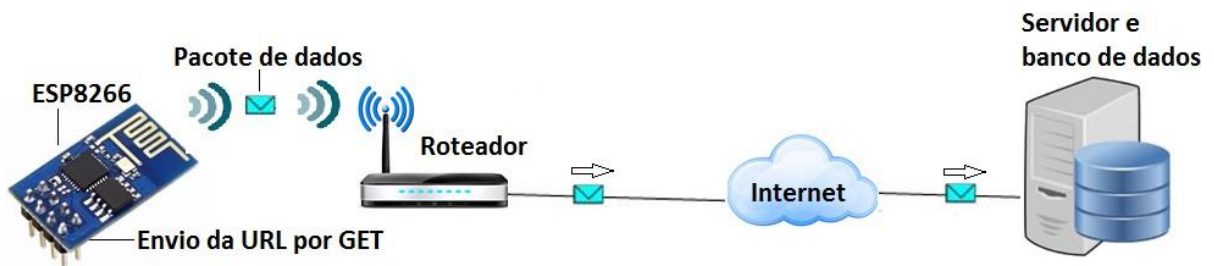 Pacote de dados
ESP8266
Roteador
Envio da URL por GET
Internet
Servidor e
banco de dados